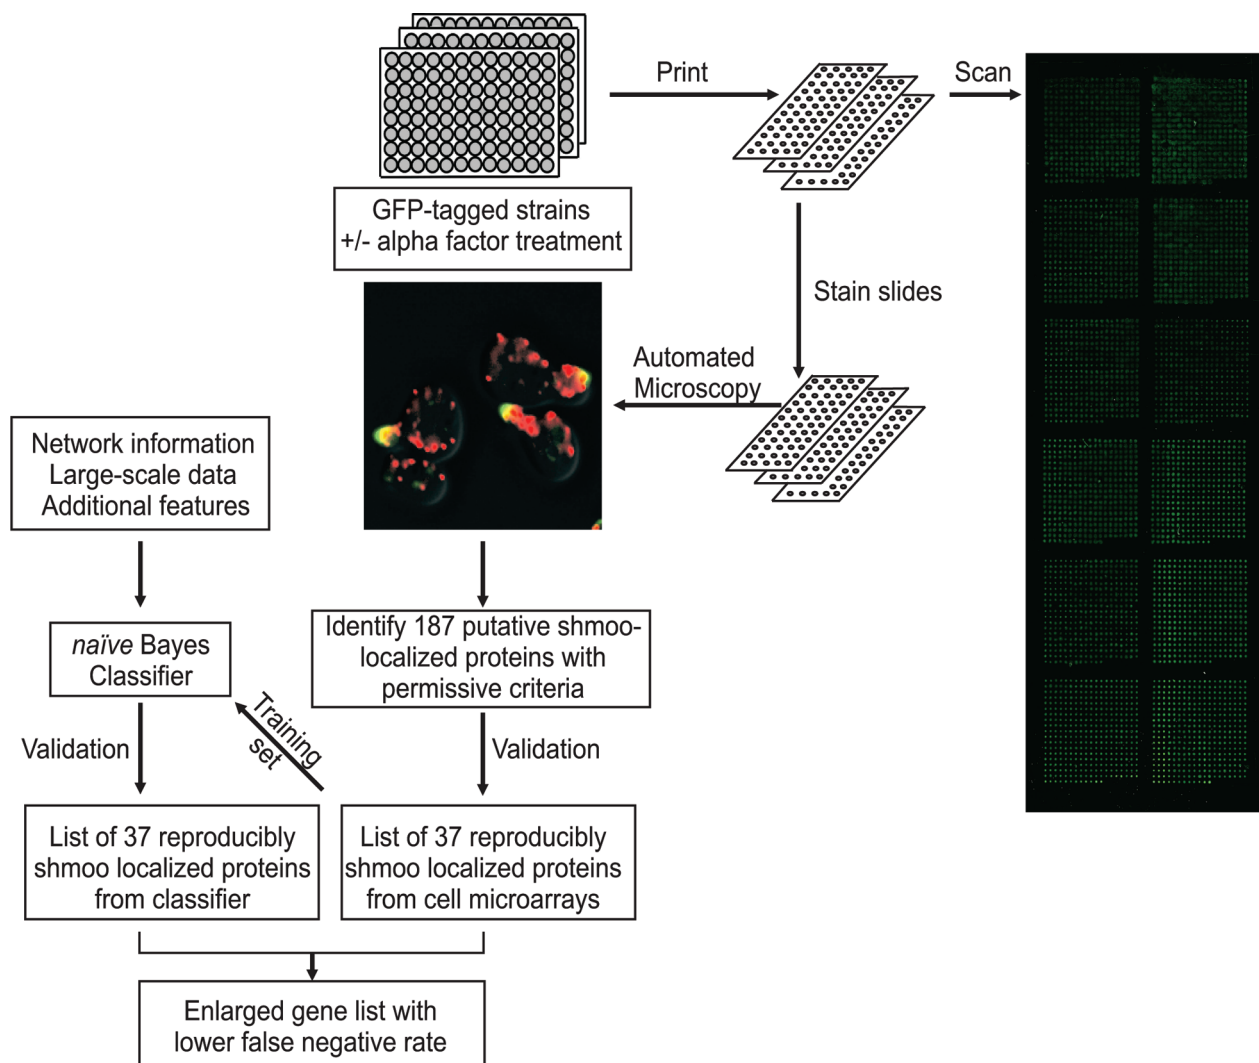 Print
Scan
GFP-tagged strains
+/- alpha factor treatment
Stain slides
Automated
Microscopy
Network information
Large-scale data
Additional features
naïve Bayes
Classifier
Identify 187 putative shmoo-
localized proteins with
permissive criteria
Training
set
Validation
Validation
List of 37 reproducibly
shmoo localized proteins
from classifier
List of 37 reproducibly
shmoo localized proteins
from cell microarrays
Enlarged gene list with
lower false negative rate